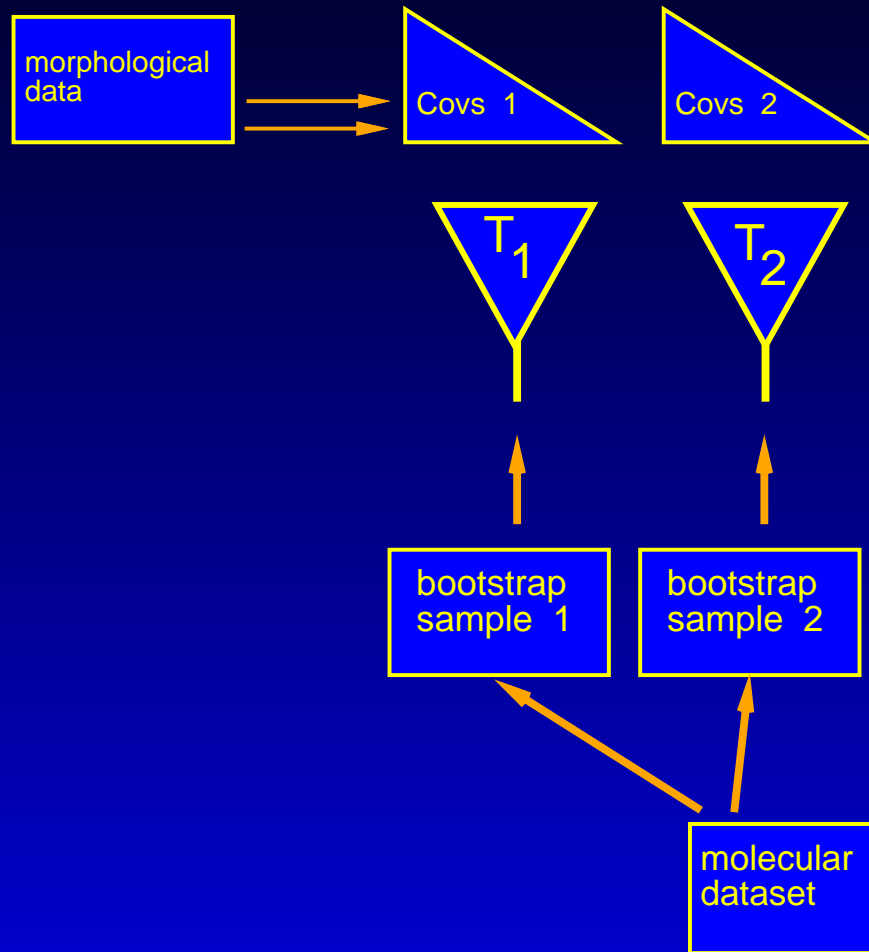 morphological
data
Covs 1
Covs 2
T1
T2
bootstrap
sample 1
bootstrap
sample 2
molecular
dataset